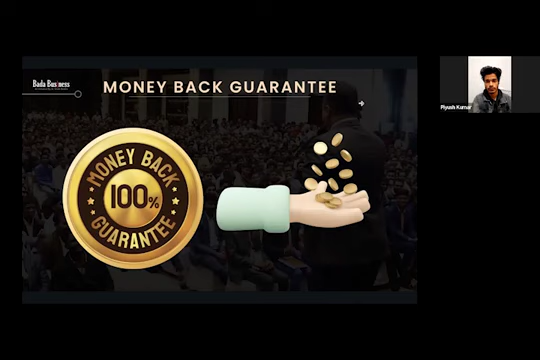 Bada Business
MONEY BACK GUARANTEE
MONEY BACK
100%
GUARANTEE
Piyush Kumar